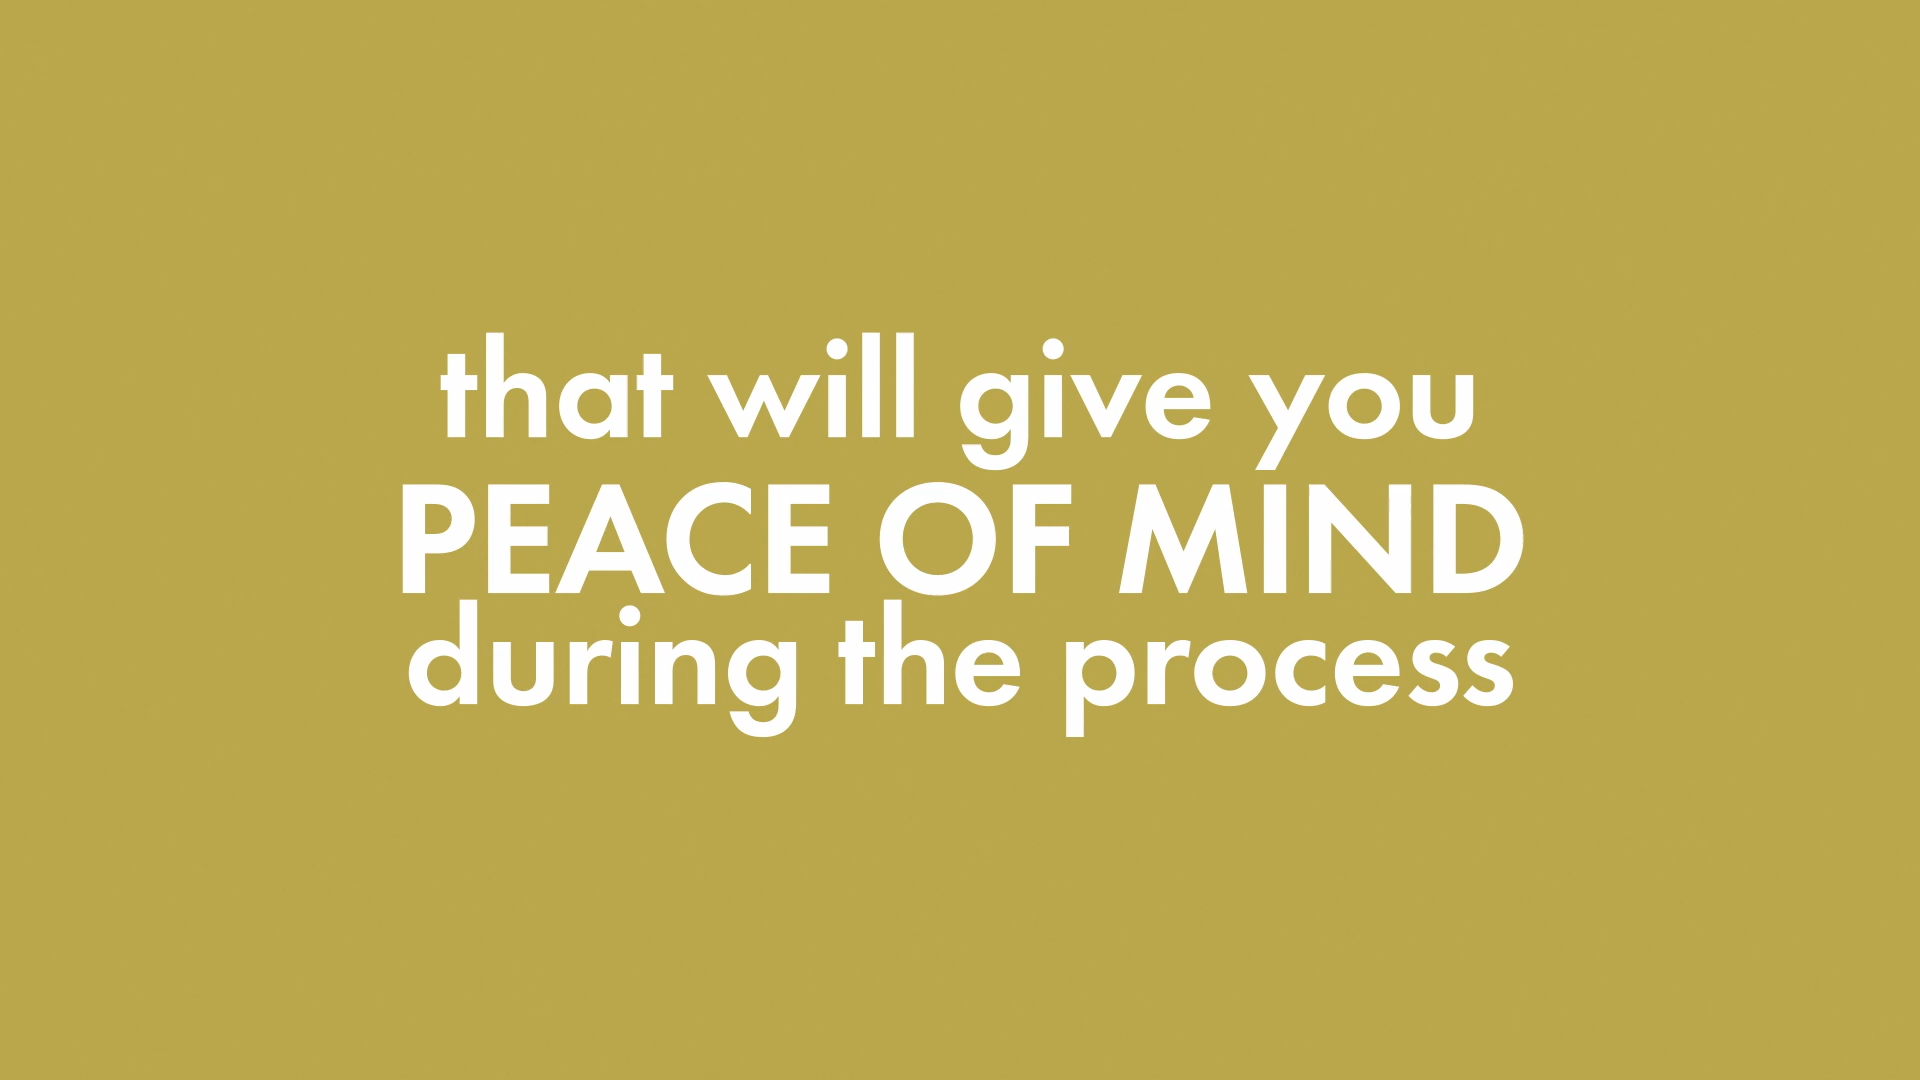 that will give you
PEACE OF MIND
during the process